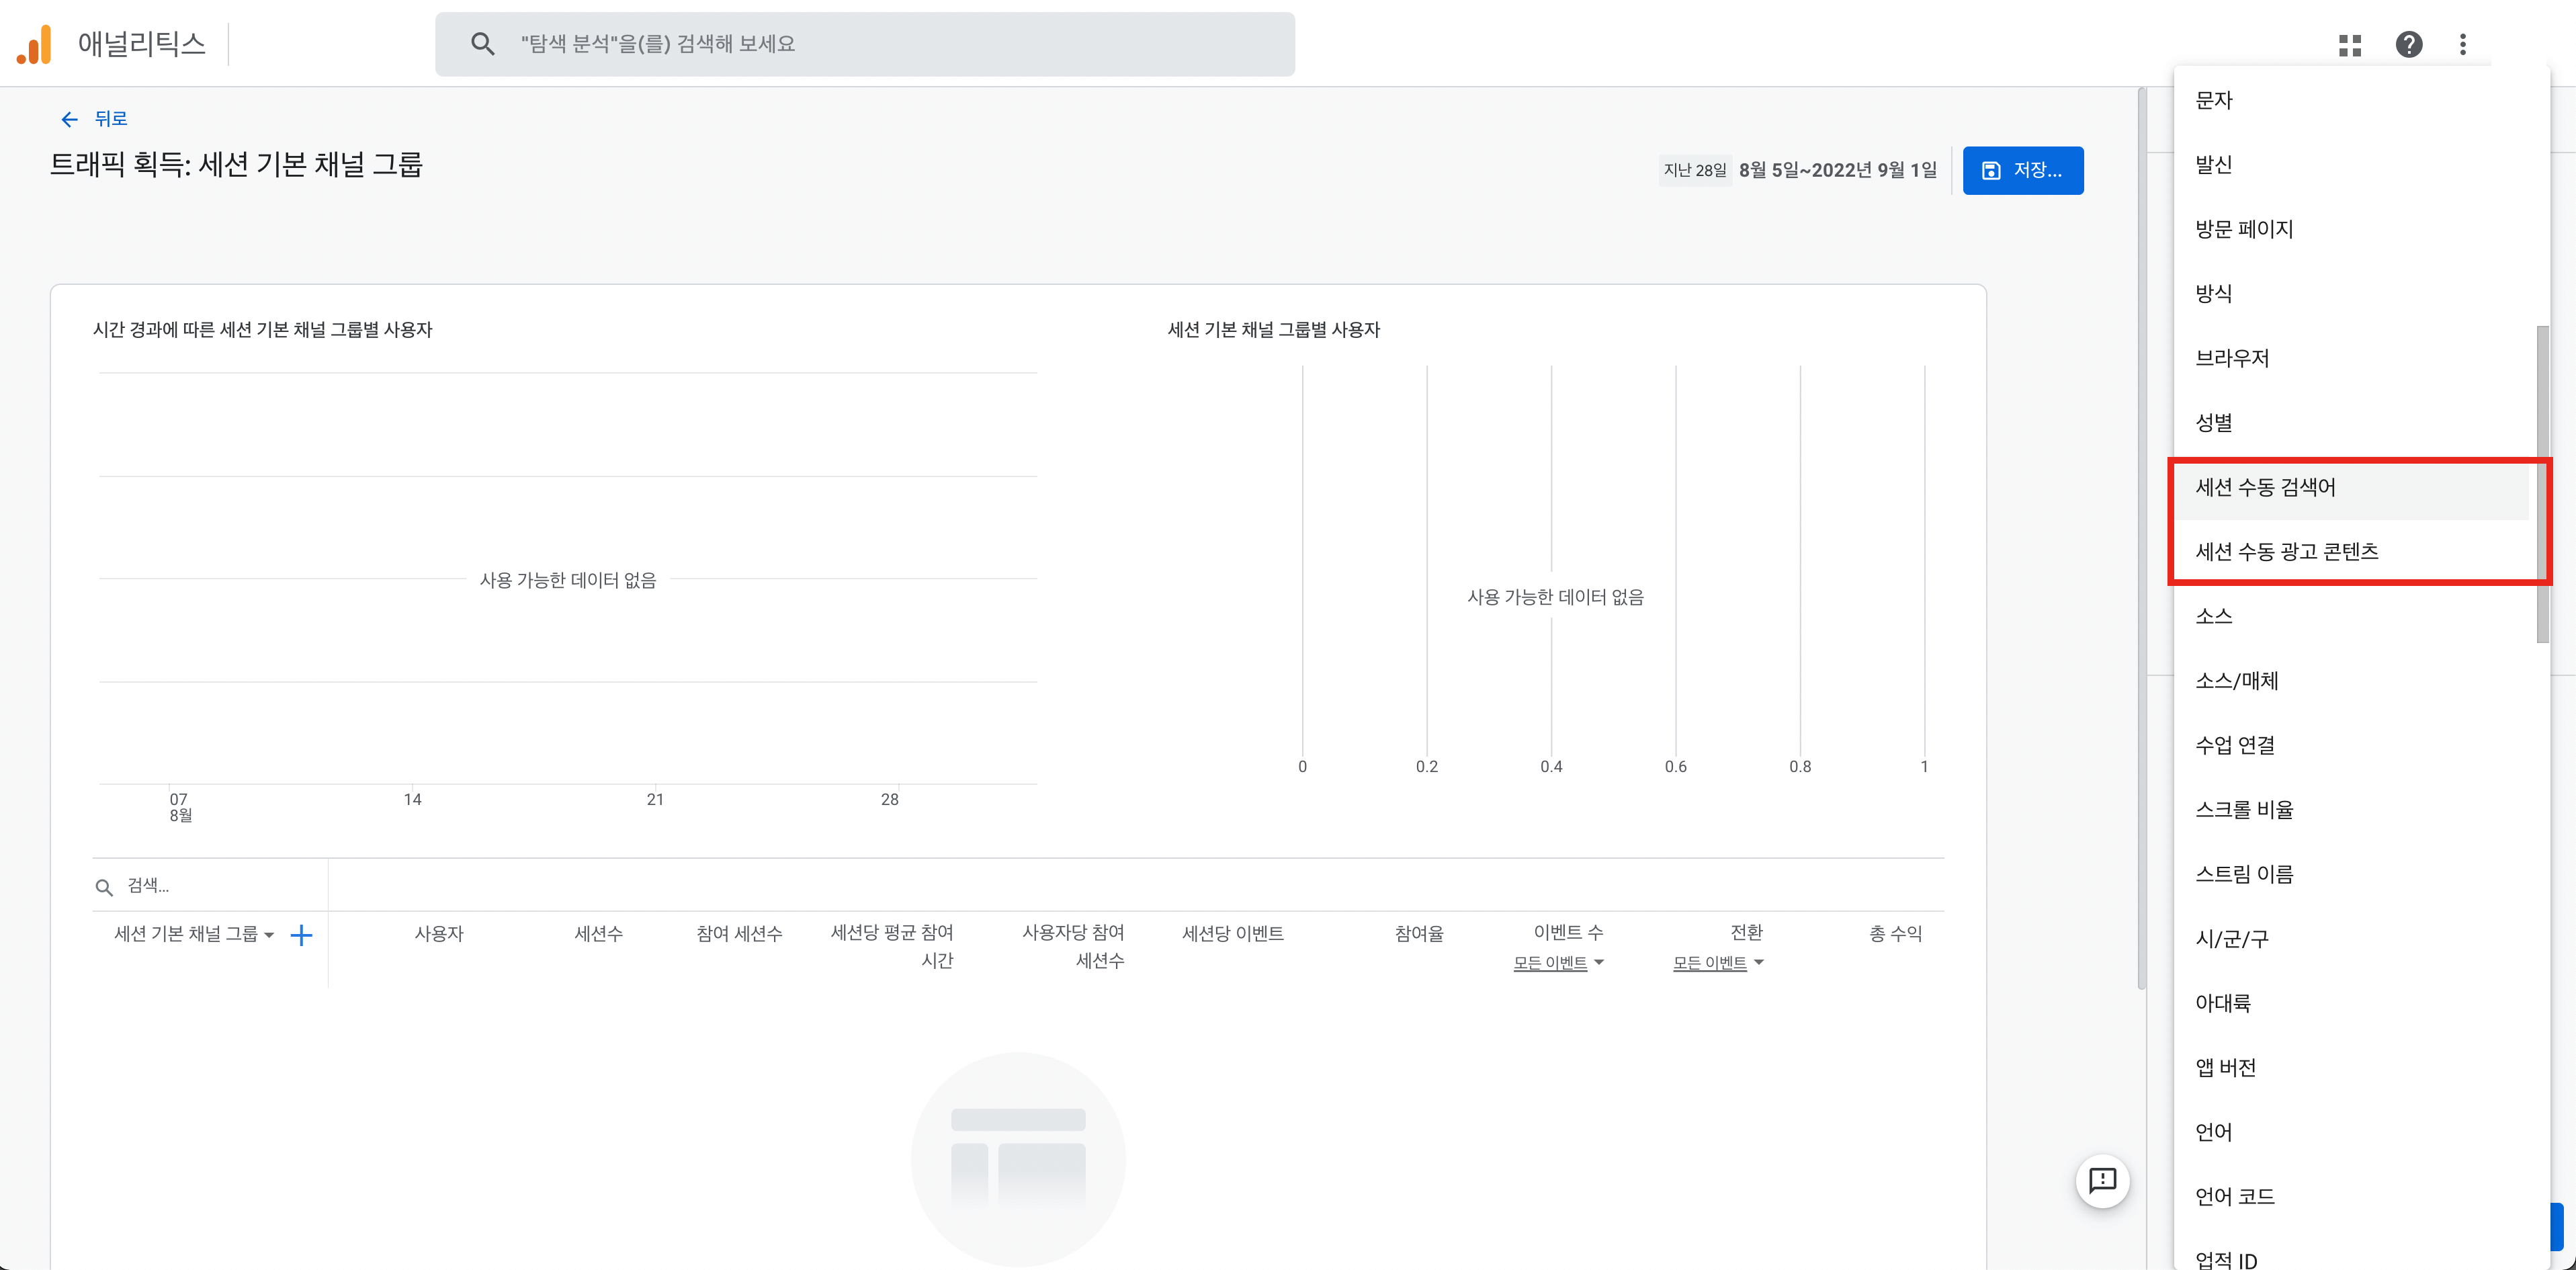 애널리틱스
"탐색 분석"을(를) 검색해 보세요
뒤로
트래픽 획득: 세션 기본 채널 그룹
지난 28일 8월 5일~2022년 9월 1일
저장...
시간 경과에 따른 세션 기본 채널 그룹별 사용자
사용 가능한 데이터 없음
07
8월
14
21
28
세션 기본 채널 그룹별 사용자
사용 가능한 데이터 없음
0
0.2
0.4
0.6
0.8
1
검색...
세션 기본 채널 그룹
사용자
세션수
참여 세션수
세션당 평균 참여
시간
사용자당 참여
세션수
세션당 이벤트
참여율
이벤트 수
모든 이벤트
전환
모든 이벤트
총 수익
문자
발신
방문 페이지
방식
브라우저
성별
세션 수동 검색어
세션 수동 광고 콘텐츠
소스
소스/매체
수업 연결
스크롤 비율
스트림 이름
시/군/구
아대륙
앱 버전
언어
언어 코드
업적 ID